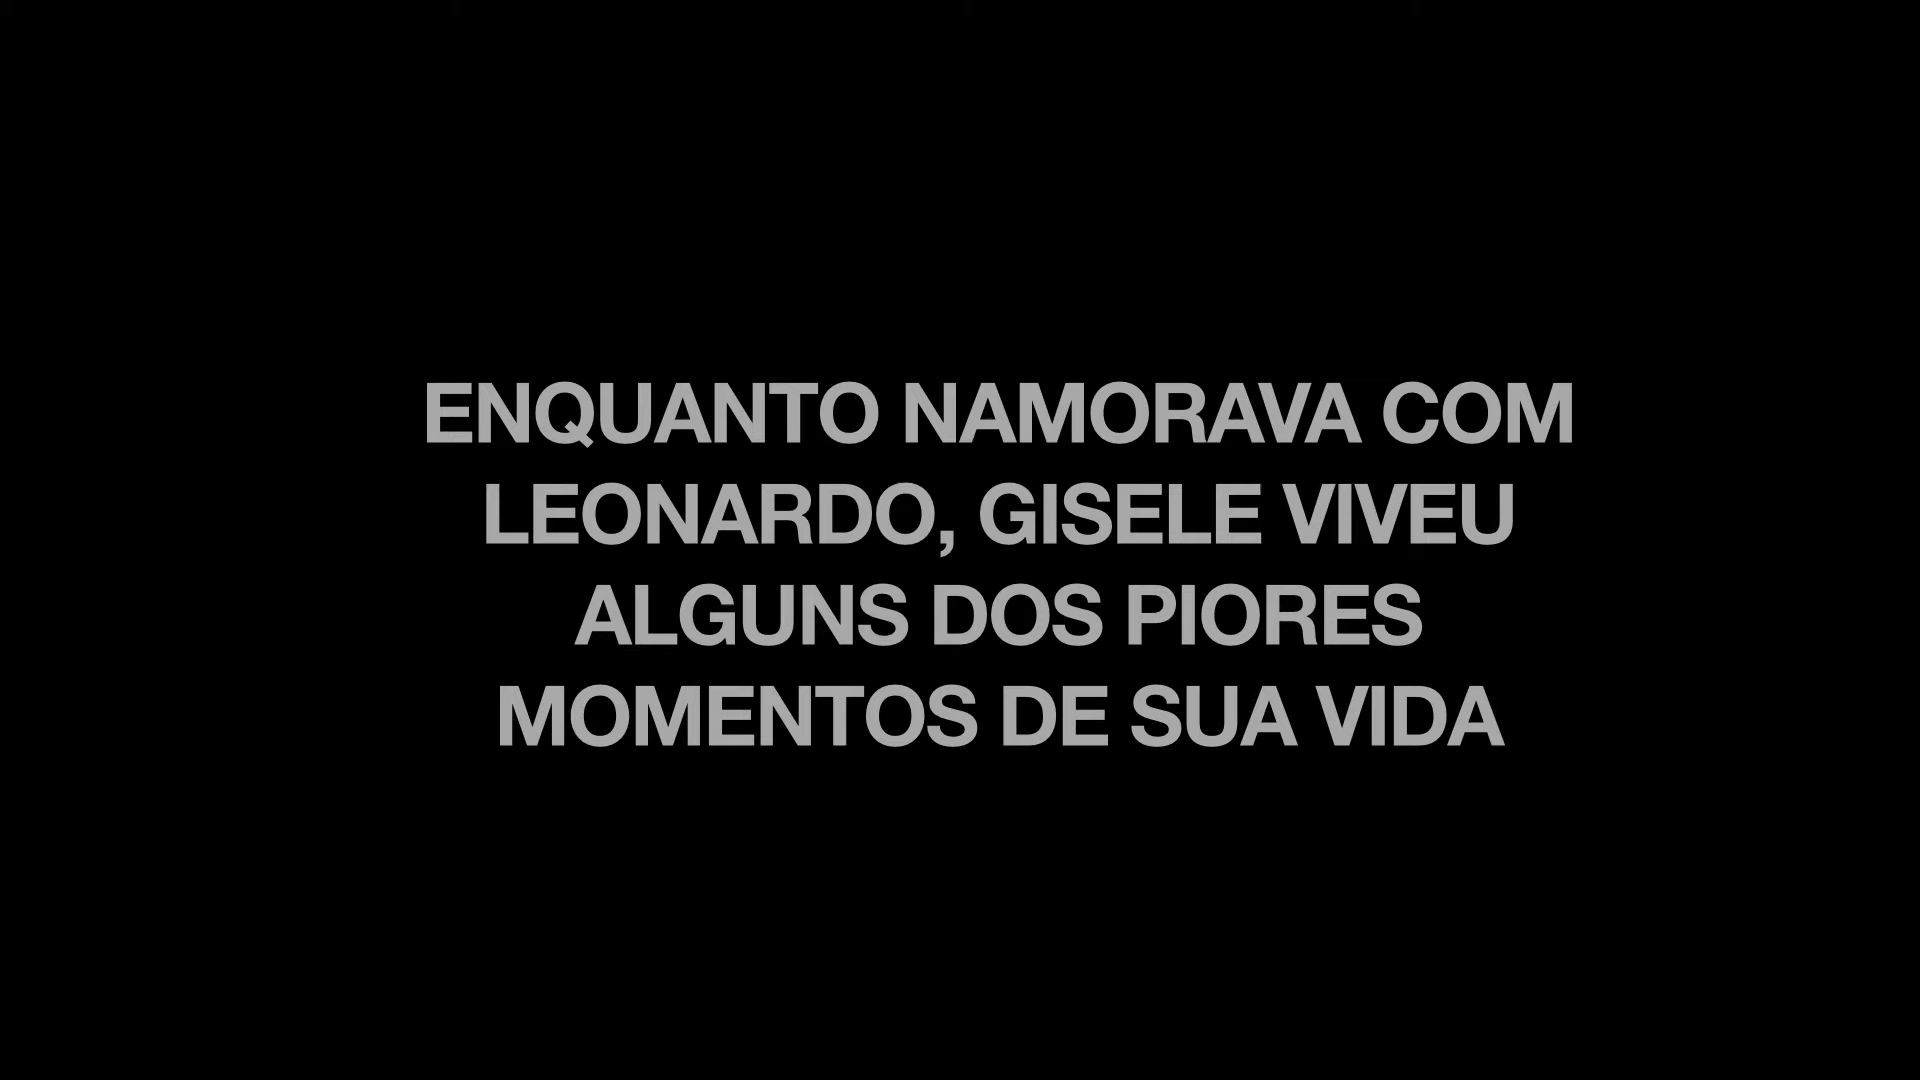 ENQUANTO NAMORAVA COM
LEONARDO, GISELE VIVEU
ALGUNS DOS PIORES
MOMENTOS DE SUA VIDA